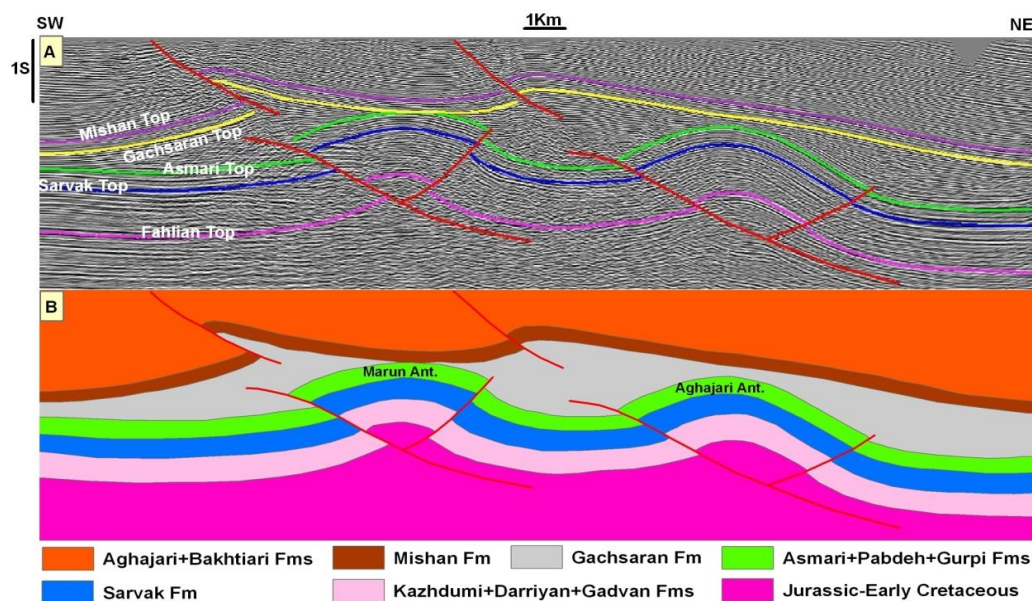 SW
1Km
NE
A
1S
Mishan Top
Gachsaran Top
Asmari Top
Sarvak Top
Fahlian Top
B
Marun Ant.
Aghajari Ant.
Aghajari+Bakhtiari Fms
Mishan Fm
Gachsaran Fm
Asmari+Pabdeh+Gurpi Fms
Sarvak Fm
Kazhdumi+Darriyan+Gadvan Fms
Jurassic-Early Cretaceous